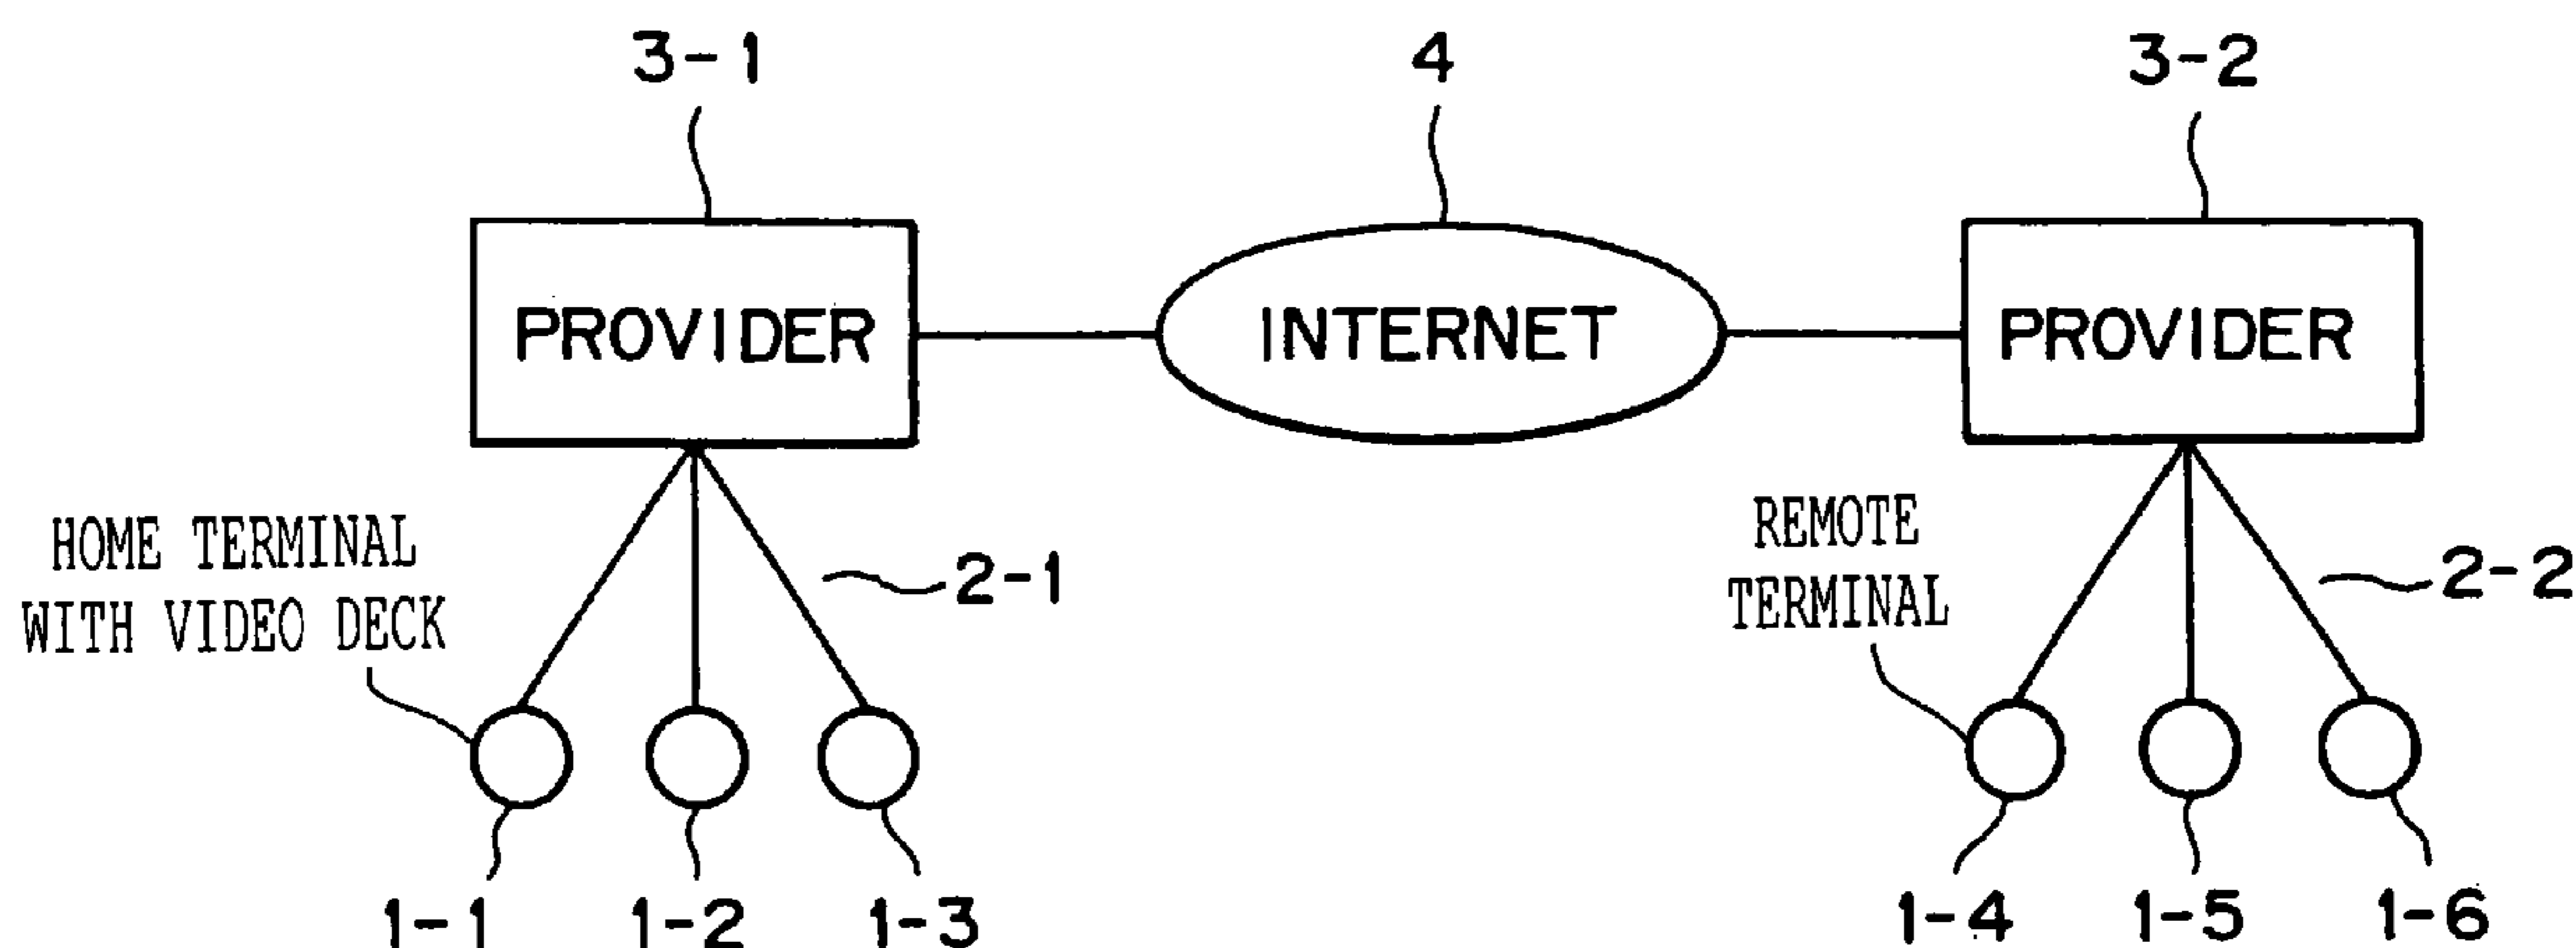 3-1
4
3-2
PROVIDER
INTERNET
PROVIDER
HOME TERMINAL
WITH VIDEO DECK
2-1
REMOTE
TERMINAL
2-2
1-1
1-2
1-3
1-4
1-5
1-6